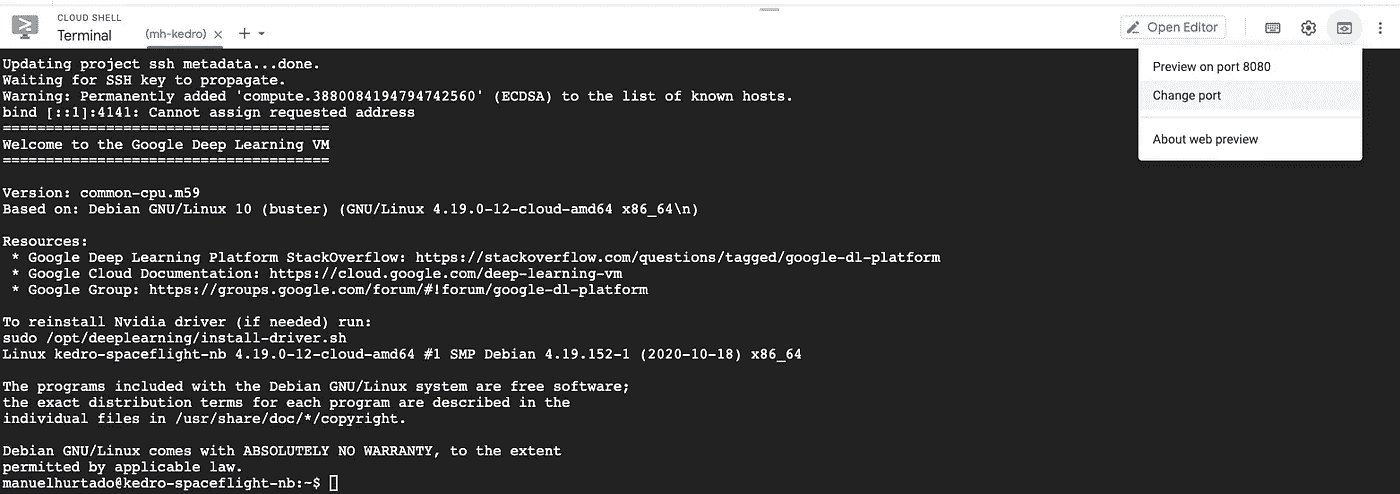 CLOUD SHELL
Terminal
(mh-kedro)
Open Editor
Preview on port 8080
Change port
About web preview
Updating project ssh metadata...done.
Waiting for SSH key to propagate.
Warning: Permanently added 'compute.3880084194794742560' (ECDSA) to the list of known hosts.
bind [::1]:4141: Cannot assign requested address
======================================
Welcome to the Google Deep Learning VM
======================================
Version: common-cpu.m59
Based on: Debian GNU/Linux 10 (buster) (GNU/Linux 4.19.0-12-cloud-amd64 x86_64\n)
Resources:
* Google Deep Learning Platform StackOverflow: https://stackoverflow.com/questions/tagged/google-dl-platform
* Google Cloud Documentation: https://cloud.google.com/deep-learning-vm
* Google Group: https://groups.google.com/forum/#!forum/google-dl-platform
To reinstall Nvidia driver (if needed) run:
sudo /opt/deeplearning/install-driver.sh
Linux kedro-spaceflight-nb 4.19.0-12-cloud-amd64 #1 SMP Debian 4.19.152-1 (2020-10-18) x86_64
The programs included with the Debian GNU/Linux system are free software;
the exact distribution terms for each program are described in the
individual files in /usr/share/doc/*/copyright.
Debian GNU/Linux comes with ABSOLUTELY NO WARRANTY, to the extent
permitted by applicable law.
manuelhurtado@kedro-spaceflight-nb:~$